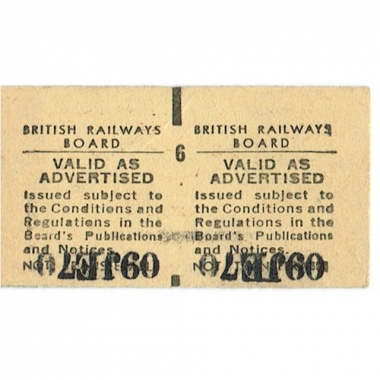 BRITISH RAILWAYS
BOARD
VALID AS
ADVERTISED
Issued subject to
the Conditions and
Regulations in the
Board's Publications
and Notices.
NOT
6
BRITISH RAILWAYS
BOARD
VALID AS
ADVERTISED
Issued subject to
the Conditions and
Regulations in the
Board's Publications
and Notices.
NOT